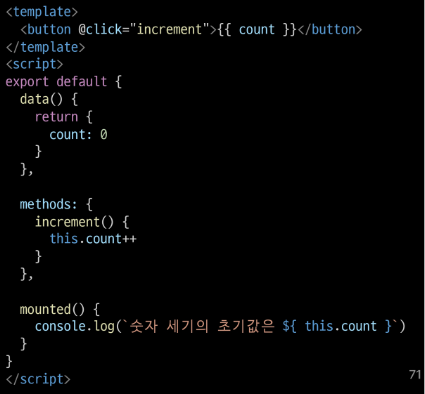 <template>
  <button @click="increment">{{ count }}</button>
</template>
<script>
export default {
  data() {
    return {
      count: 0
    }
  },

  methods: {
    increment() {
      this.count++
    }
  },

  mounted() {
    console.log(`숫자 세기의 초기값은 ${ this.count }`)
  }
}
</script>
71